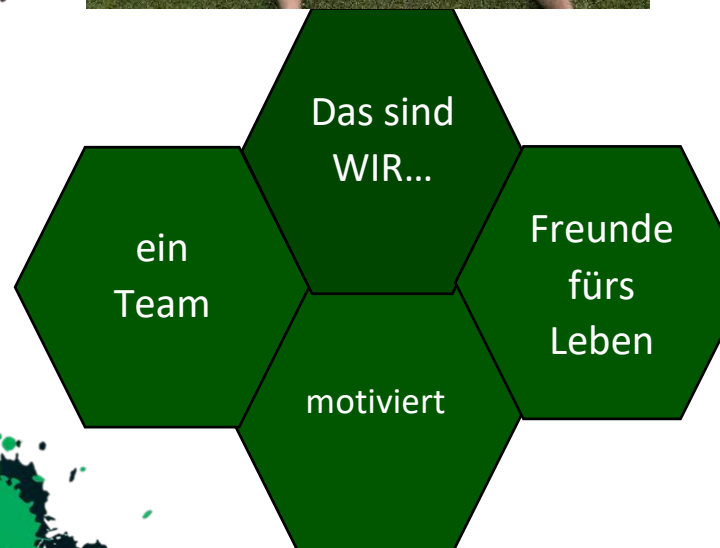 Das sind
WIR…
ein
Team
Freunde
fürs
Leben
motiviert